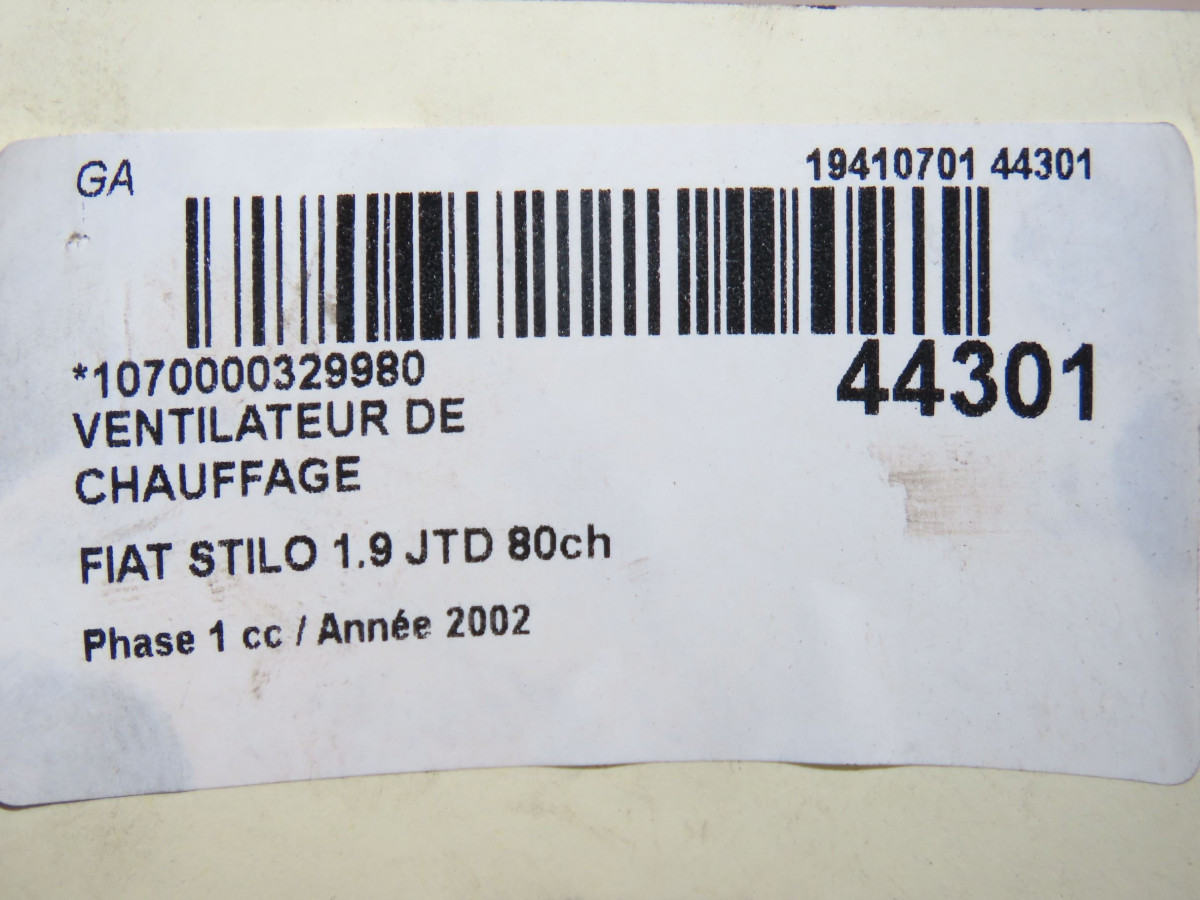 GA
19410701 44301
*1070000329980
44301
VENTILATEUR DE
CHAUFFAGE
FIAT STILO 1.9 JTD 80ch
Phase 1 cc / Année 2002